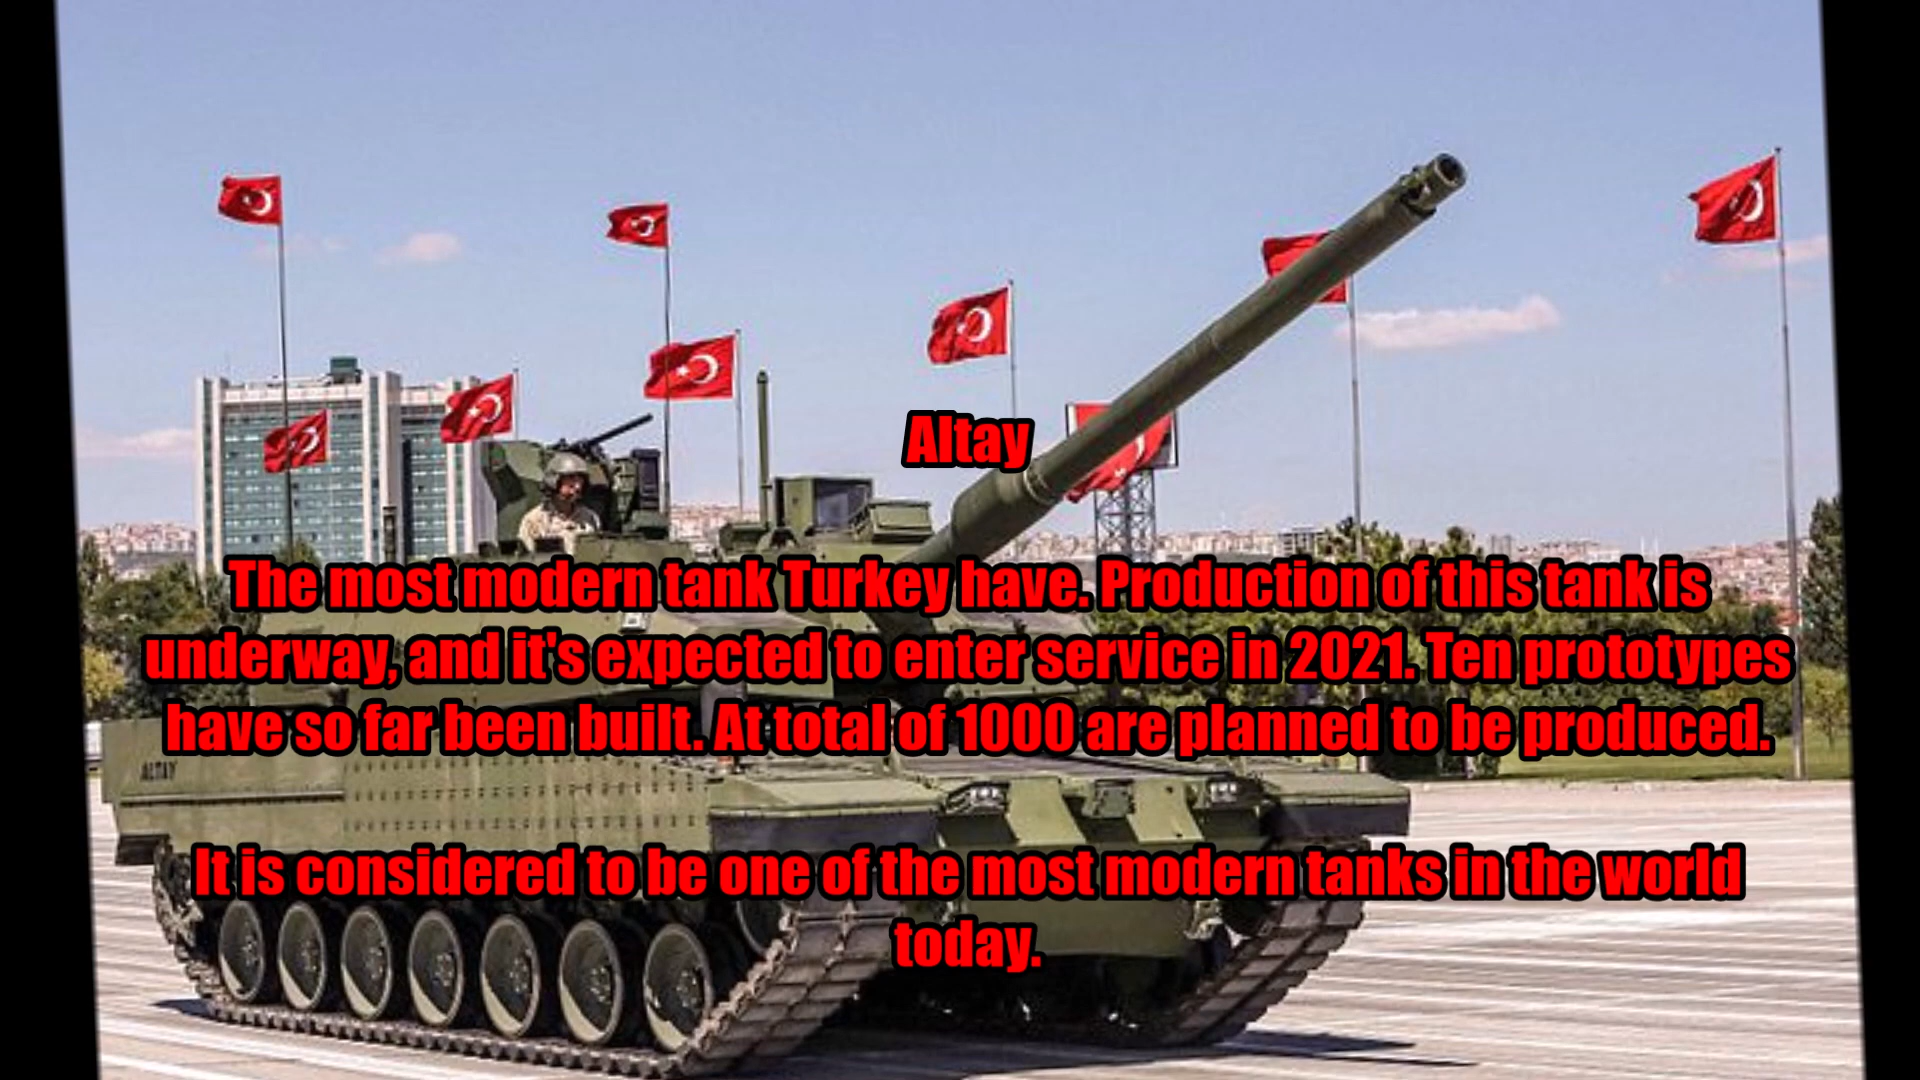 Altay
The most modern tank Turkey have. Production of this tank is
underway, and it's expected to enter service in 2021. Ten prototypes
have so far been built. At total of 1000 are planned to be produced.
ALTAY
It is considered to be one of the most modern tanks in the world
today.